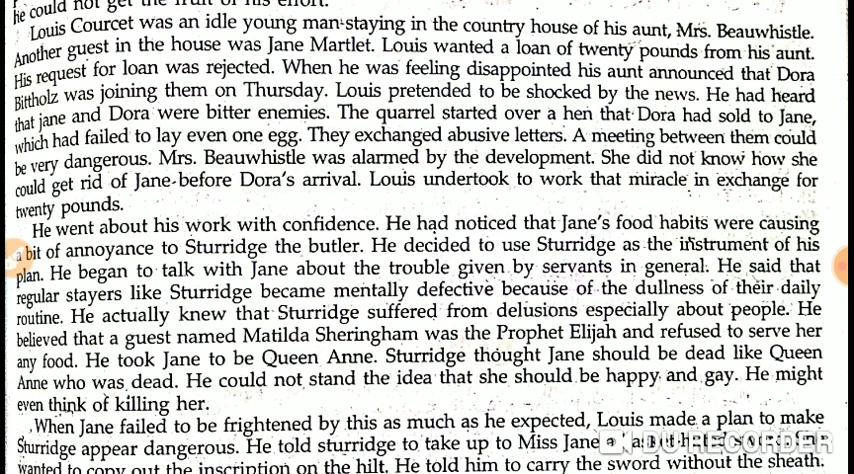 he could not get the fruit of his effort.
Louis Courcet was an idle young man staying in the country house of his aunt, Mrs. Beauwhistle.
Another guest in the house was Jane Martlet. Louis wanted a loan of twenty pounds from his aunt.
His request for loan was rejected. When he was feeling disappointed his aunt announced that Dora
Bittholz was joining them on Thursday. Louis pretended to be shocked by the news. He had heard
that jane and Dora were bitter enemies. The quarrel started over a hen that Dora had sold to Jane,
which had failed to lay even one egg. They exchanged abusive letters. A meeting between them could
be very dangerous. Mrs. Beauwhistle was alarmed by the development. She did not know how she
could get rid of Jane-before Dora's arrival. Louis undertook to work that miracle in exchange for
twenty pounds.
He went about his work with confidence. He had noticed that Jane's food habits were causing
a bit of annoyance to Sturridge the butler. He decided to use Sturridge as the instrument of his
plan. He began to talk with Jane about the trouble given by servants in general. He said that
regular stayers like Sturridge became mentally defective because of the dullness of their daily
routine. He actually knew that Sturridge suffered from delusions especially about people. He
believed that a guest named Matilda Sheringham was the Prophet Elijah and refused to serve her
any food. He took Jane to be Queen Anne. Sturridge thought Jane should be dead like Queen
Anne who was dead. He could not stand the idea that she should be happy and gay. He might
even think of killing her.
When Jane failed to be frightened by this as much as he expected, Louis made a plan to make
Sturridge appear dangerous. He told sturridge to take up to Miss Jane a
wanted to copy out the inscription on the hilt. He told him to carry the sword without the sheath.
DU RECORDER